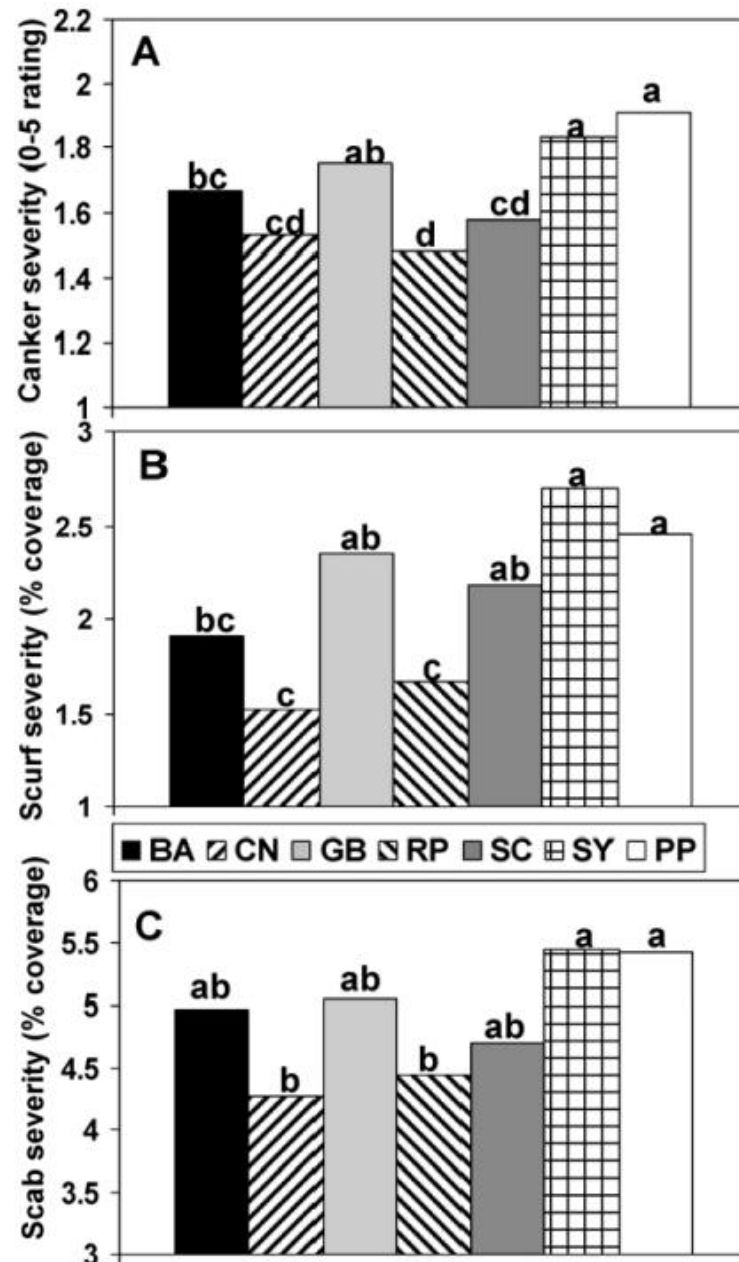 Canker severity (0-5 rating)
2.2
2
1.8
1.6
1.4
1.2
1
A
bc
cd
ab
d
cd
a
a
Scurf severity (% coverage)
3
2.5
2
1.5
1
B
bc
c
ab
c
ab
a
a
BA CN GB RP SC SY PP
Scab severity (% coverage)
6
5.5
5
4.5
4
3.5
3
C
ab
b
ab
b
ab
a
a